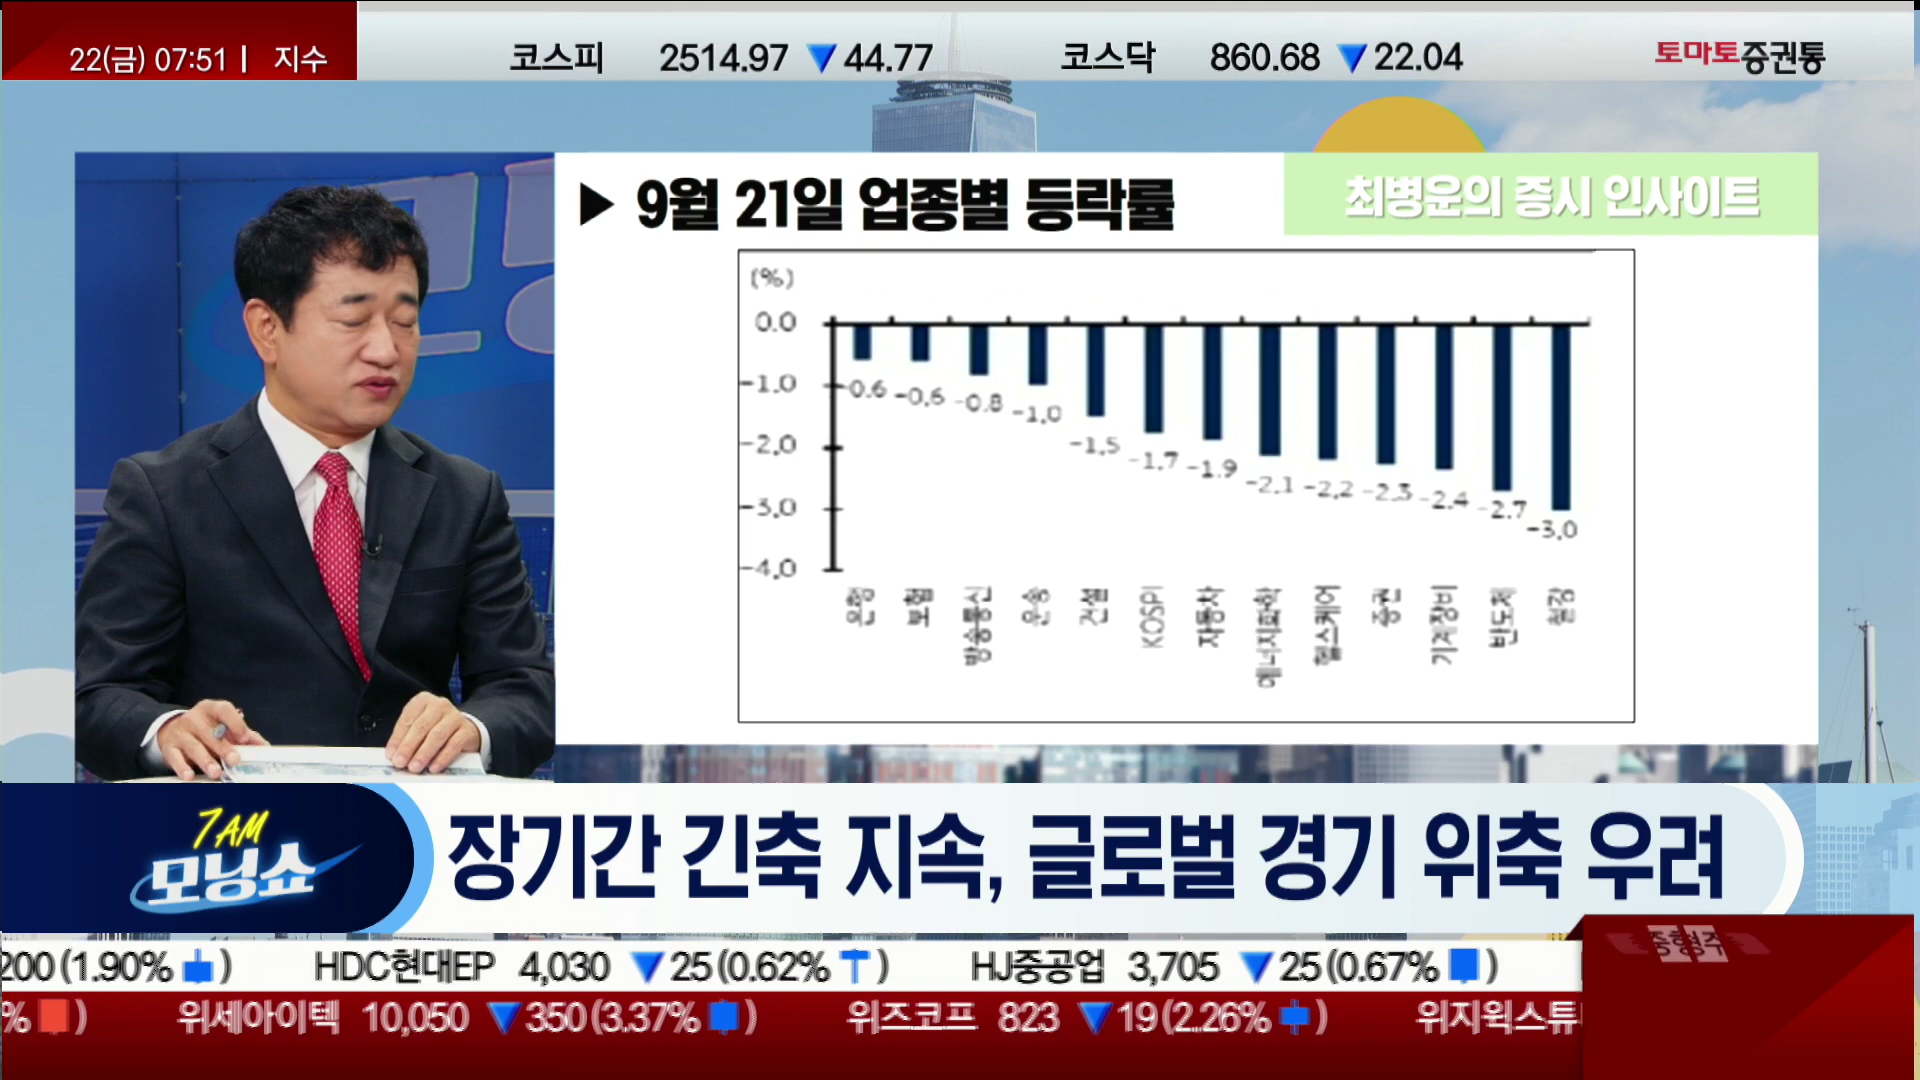 22(금) 07:51 | 지수 코스피 2514.97 ▼44.77 코스닥 860.68 ▼22.04 토마토증권통
▶ 9월 21일 업종별 등락률
최병운의 증시 인사이트
(%)
0.0
-1.0
-2.0
-3.0
-4.0
-0.6 -0.6 -0.8 -1.0 -1.5 -1.7 -1.9 -2.1 -2.2 -2.3 -2.4 -2.7 -3.0
은행 보험 방송통신 운송 건설 KOSPI 자동차 에너지화학 헬스케어 증권 기계장비 반도체 철강
7AM
모닝쇼
장기간 긴축 지속, 글로벌 경기 위축 우려
200(1.90% ) HDC현대EP 4,030 ▼25(0.62% ) HJ중공업 3,705 ▼25(0.67% )
% ) 위세아이텍 10,050 ▼350(3.37% ) 위즈코프 823 ▼19(2.26% ) 위지윅스튜